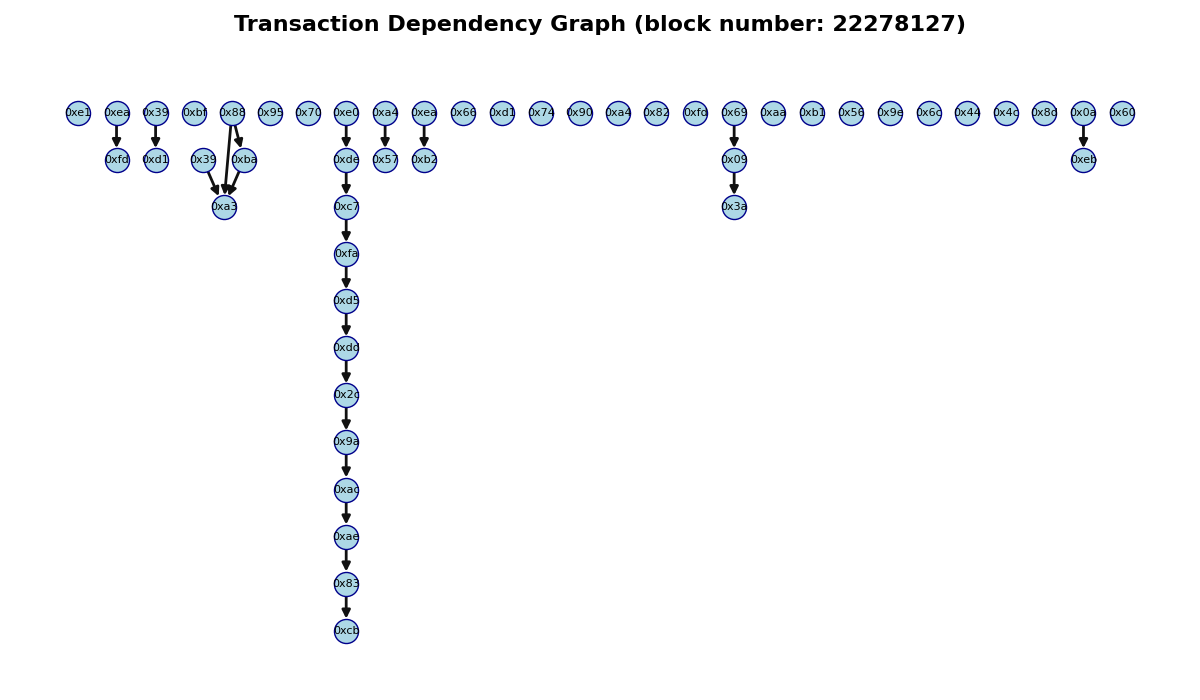 Transaction Dependency Graph (block number: 22278127)
0xe1 0xea 0x39 0xbf 0x88 0x95 0x70 0xe0 0xa4 0xea 0x66 0xd1 0x74 0x90 0xa4 0x82 0xfd 0x69 0xaa 0xb1 0x56 0x9e 0x6c 0x44 0x4c 0x8d 0x0a 0x60
0xfd 0xd1 0x39 0xba 0xde 0x57 0xb2 0x09 0xeb
0xa3 0xc7 0x3a
0xfa
0xd5
0xdd
0x2c
0x9a
0xac
0xae
0x83
0xcb